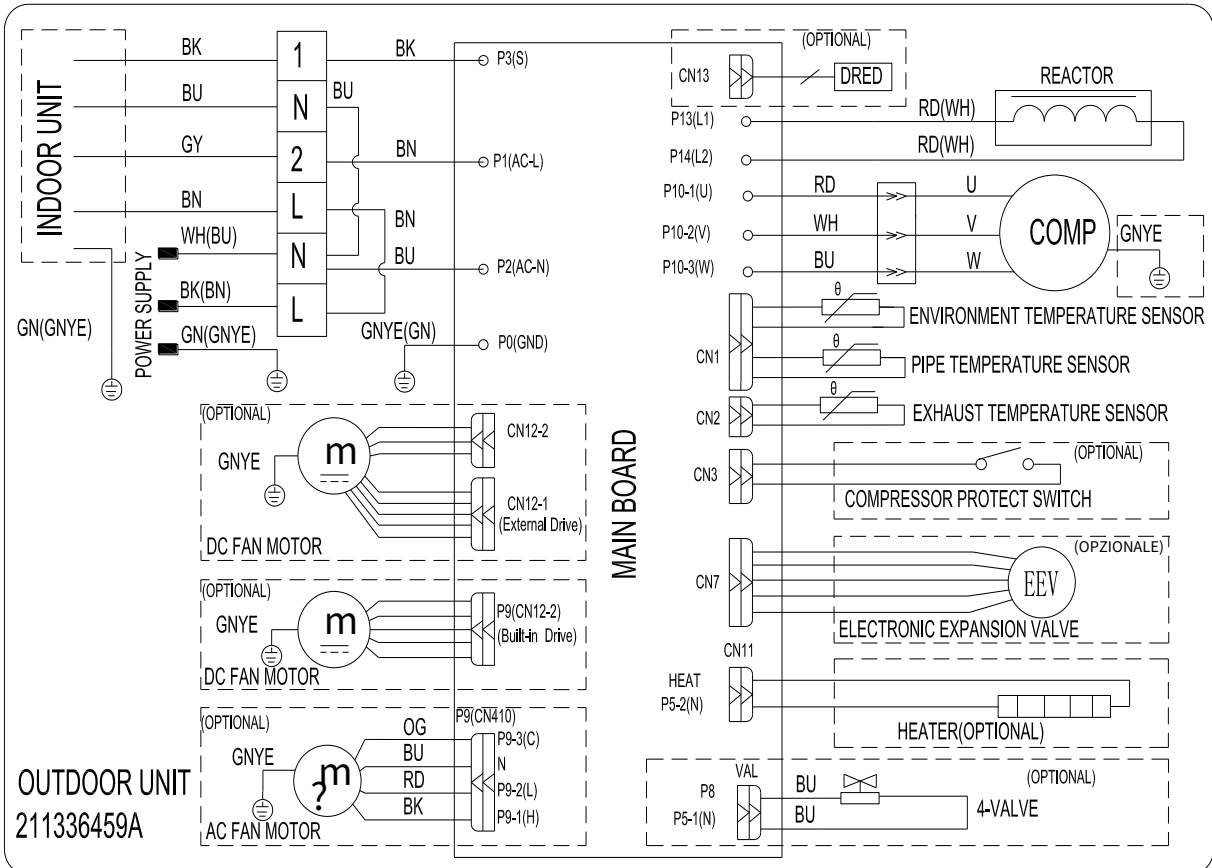 INDOOR UNIT
BK
BU
GY
BN
WH(BU)
BK(BN)
GN(GNYE)
GN(GNYE)
POWER SUPPLY
1
N
2
L
N
L
BK
BU
BN
BN
BU
GNYE(GN)
P3(S)
P1(AC-L)
P2(AC-N)
P0(GND)
(OPTIONAL)
GNYE
m
DC FAN MOTOR
CN12-2
CN12-1
(External Drive)
(OPTIONAL)
GNYE
m
DC FAN MOTOR
P9(CN12-2)
(Built-in Drive)
(OPTIONAL)
GNYE
m
?
AC FAN MOTOR
OG
BU
RD
BK
P9(CN410)
P9-3(C)
N
P9-2(L)
P9-1(H)
OUTDOOR UNIT
211336459A
MAIN BOARD
(OPTIONAL)
CN13
DRED
REACTOR
P13(L1)
RD(WH)
P14(L2)
RD(WH)
P10-1(U)
RD
U
P10-2(V)
WH
V
P10-3(W)
BU
W
COMP
GNYE
CN1
θ
ENVIRONMENT TEMPERATURE SENSOR
θ
PIPE TEMPERATURE SENSOR
CN2
θ
EXHAUST TEMPERATURE SENSOR
CN3
(OPTIONAL)
COMPRESSOR PROTECT SWITCH
CN7
(OPZIONALE)
EEV
ELECTRONIC EXPANSION VALVE
CN11
HEAT
P5-2(N)
HEATER(OPTIONAL)
VAL
P8
P5-1(N)
BU
BU
(OPTIONAL)
4-VALVE